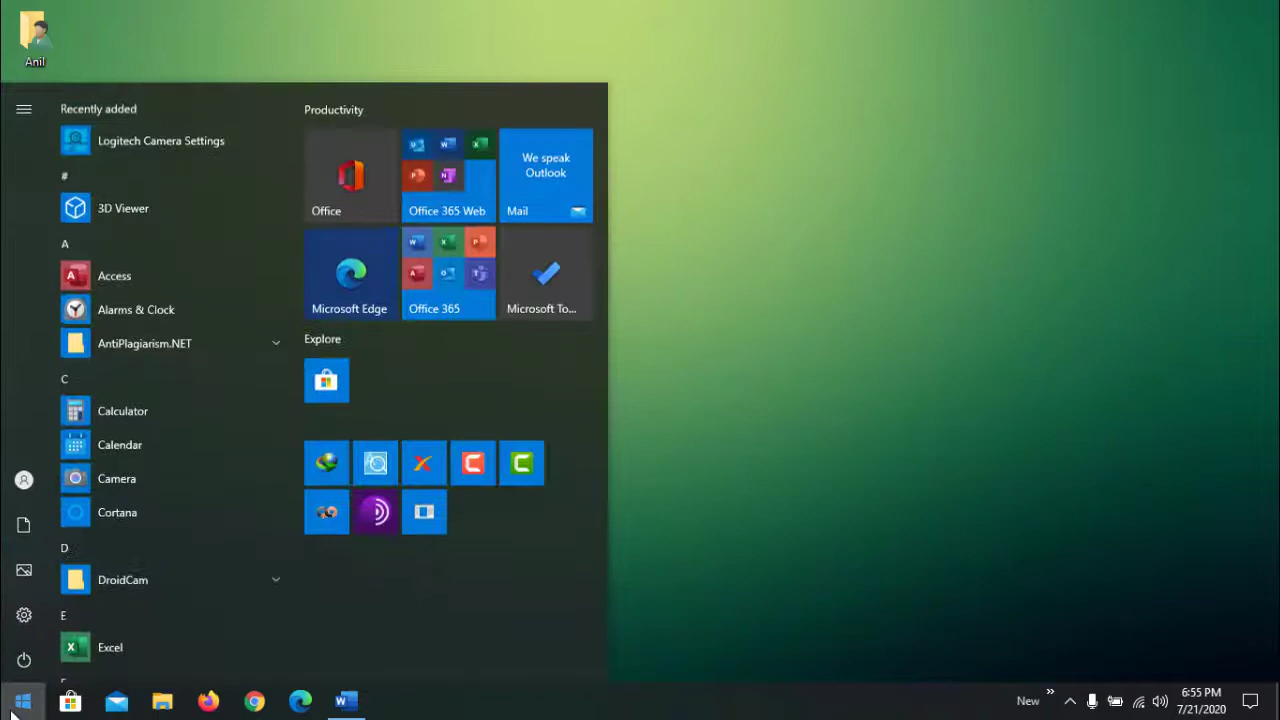 Anil
Recently added
Logitech Camera Settings
#
3D Viewer
A
Access
Alarms & Clock
AntiPlagiarism.NET
C
Calculator
Calendar
Camera
Cortana
D
DroidCam
E
Excel
Productivity
Office
Office 365 Web
We speak
Outlook
Mail
Microsoft Edge
Office 365
Microsoft To...
Explore
New
6:55 PM
7/21/2020